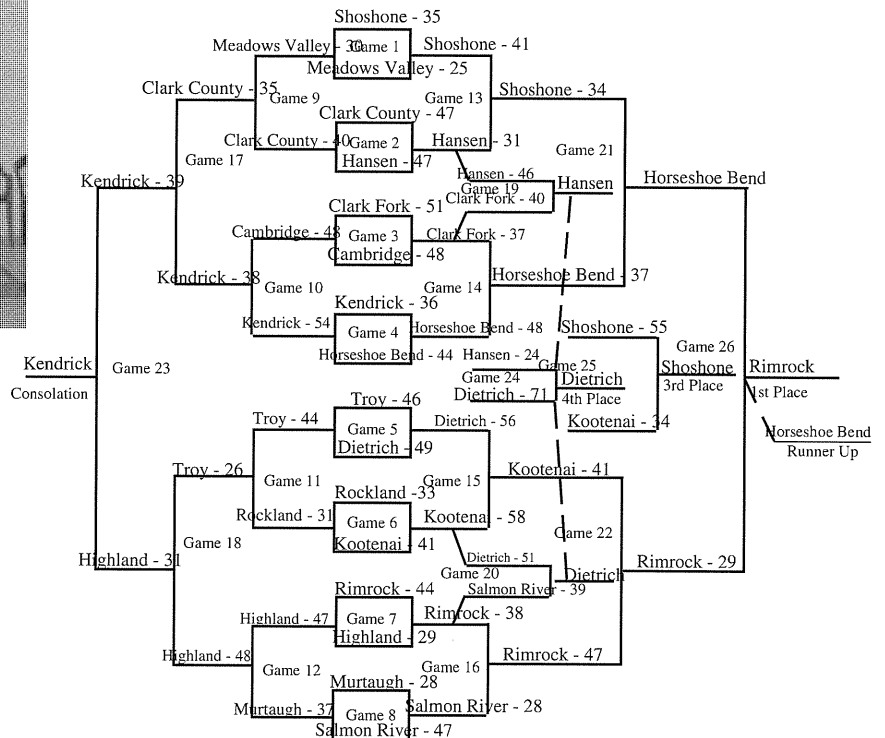 Shoshone - 35
Meadows Valley - 30
Game 1
Shoshone - 41
Meadows Valley - 25
Clark County - 35
Game 9
Game 13
Shoshone - 34
Clark County - 47
Clark County - 40
Game 2
Hansen - 31
Game 21
Game 17
Hansen - 47
Kendrick - 39
Hansen - 46
Game 19
Hansen
Horseshoe Bend
Clark Fork - 51
Clark Fork - 40
Cambridge - 48
Game 3
Clark Fork - 37
Cambridge - 48
Kendrick - 38
Horseshoe Bend - 37
Game 10
Game 14
Kendrick - 36
Kendrick - 54
Game 4
Horseshoe Bend - 48
Shoshone - 55
Horseshoe Bend - 44
Hansen - 24
Game 26
Kendrick
Game 23
Game 25
Shoshone
Rimrock
Game 24
Dietrich
3rd Place
Consolation
Dietrich - 71
4th Place
1st Place
Troy - 46
Troy - 44
Game 5
Dietrich - 56
Kootenai - 34
Horseshoe Bend
Dietrich - 49
Runner Up
Troy - 26
Game 11
Game 15
Kootenai - 41
Rockland -33
Rockland - 31
Game 6
Kootenai - 58
Game 22
Game 18
Kootenai - 41
Highland - 31
Dietrich - 51
Game 20
Dietrich
Rimrock - 29
Rimrock - 44
Salmon River - 39
Highland - 47
Game 7
Rimrock - 38
Highland - 29
Highland - 48
Game 12
Game 16
Rimrock - 47
Murtaugh - 28
Murtaugh - 37
Game 8
Salmon River - 28
Salmon River - 47